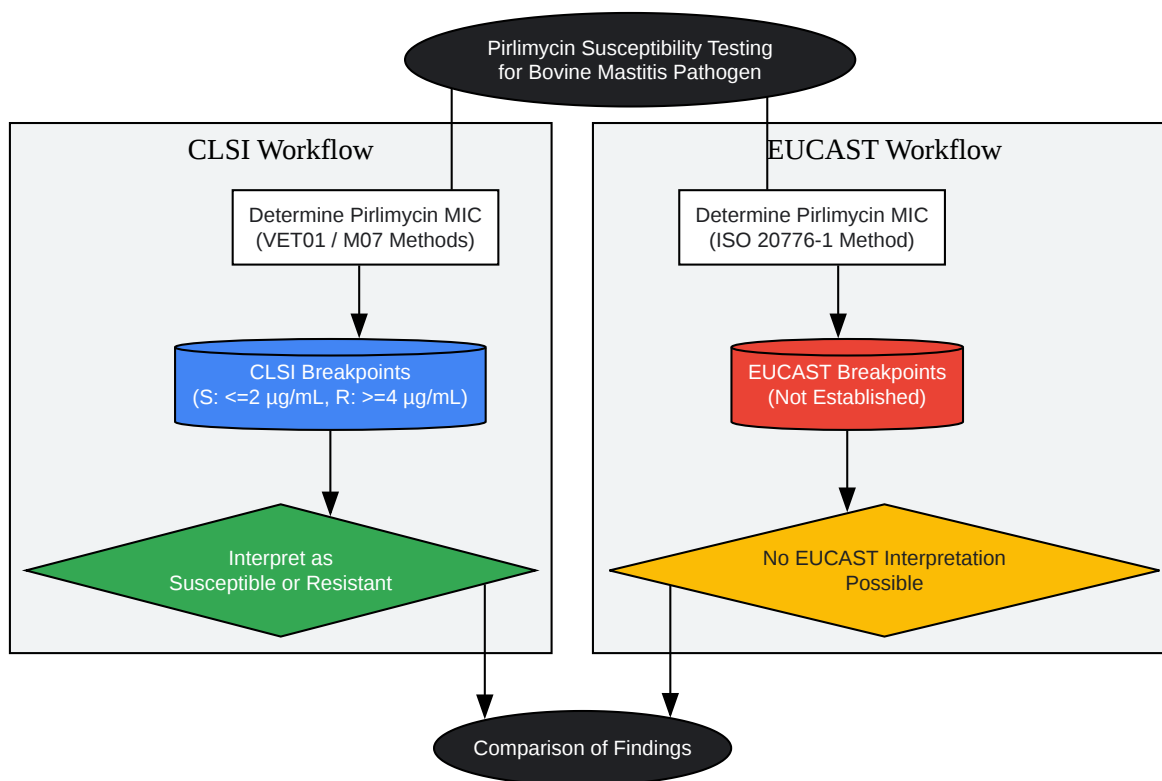 Pirlimycin Susceptibility Testing
for Bovine Mastitis Pathogen
CLSI Workflow
Determine Pirlimycin MIC
(VET01 / M07 Methods)
CLSI Breakpoints
(S: <=2 µg/mL, R: >=4 µg/mL)
Interpret as
Susceptible or Resistant
EUCAST Workflow
Determine Pirlimycin MIC
(ISO 20776-1 Method)
EUCAST Breakpoints
(Not Established)
No EUCAST Interpretation
Possible
Comparison of Findings